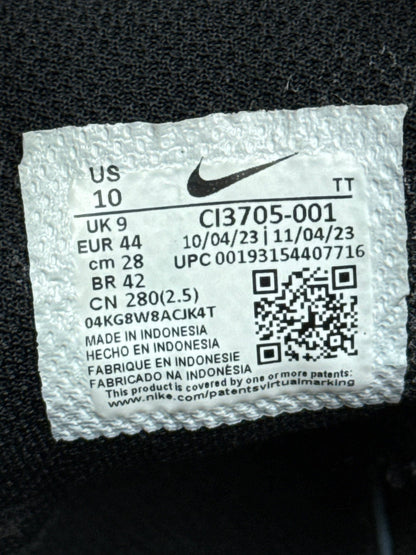 US
10
TT
UK 9
CI3705-001
EUR 44
10/04/23 | 11/04/23
cm 28
UPC 00193154407716
BR 42
CN 280(2.5)
04KG8W8ACJK4T
MADE IN INDONESIA
HECHO EN INDONESIA
FABRIQUE EN INDONESIE
FABRICADO NA INDONÉSIA
This product is covered by one or more patents:
www.nike.com/patentsvirtualmarking